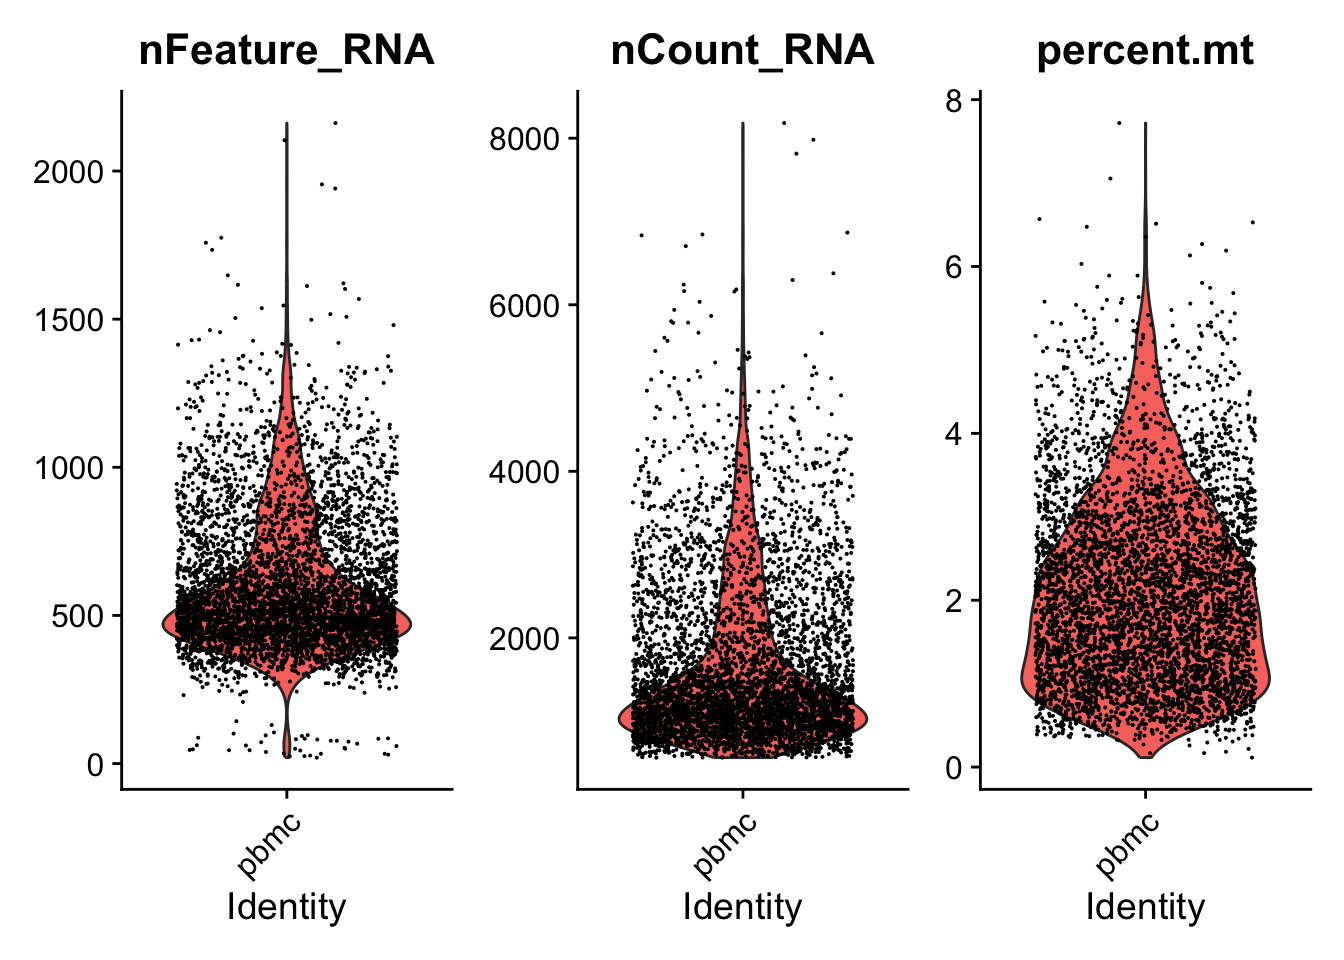 nFeature_RNA
2000
1500
1000
500
0
pbmc
Identity
nCount_RNA
8000
6000
4000
2000
pbmc
Identity
percent.mt
8
6
4
2
0
pbmc
Identity